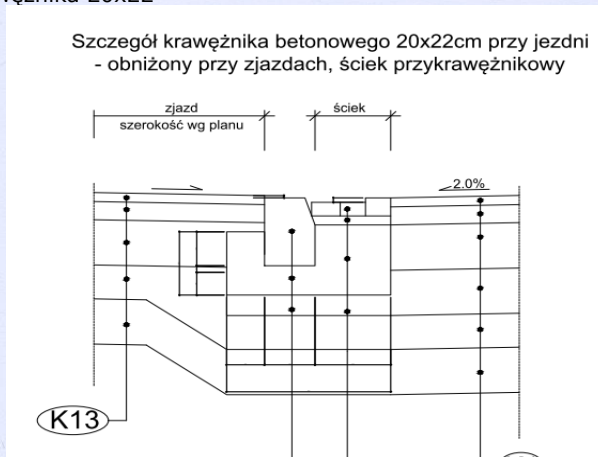 Szczegół krawężnika betonowego 20x22cm przy jezdni
- obniżony przy zjazdach, ściek przykrawężnikowy
zjazd
szerokość wg planu
ściek
2.0%
K13